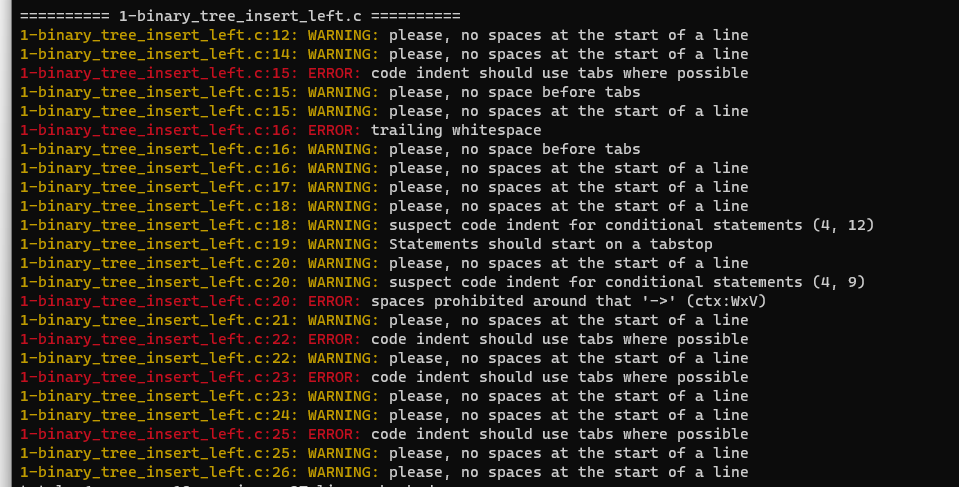 ========== 1-binary_tree_insert_left.c ==========
1-binary_tree_insert_left.c:12: WARNING: please, no spaces at the start of a line
1-binary_tree_insert_left.c:14: WARNING: please, no spaces at the start of a line
1-binary_tree_insert_left.c:15: ERROR: code indent should use tabs where possible
1-binary_tree_insert_left.c:15: WARNING: please, no space before tabs
1-binary_tree_insert_left.c:15: WARNING: please, no spaces at the start of a line
1-binary_tree_insert_left.c:16: ERROR: trailing whitespace
1-binary_tree_insert_left.c:16: WARNING: please, no space before tabs
1-binary_tree_insert_left.c:16: WARNING: please, no spaces at the start of a line
1-binary_tree_insert_left.c:17: WARNING: please, no spaces at the start of a line
1-binary_tree_insert_left.c:18: WARNING: please, no spaces at the start of a line
1-binary_tree_insert_left.c:18: WARNING: suspect code indent for conditional statements (4, 12)
1-binary_tree_insert_left.c:19: WARNING: Statements should start on a tabstop
1-binary_tree_insert_left.c:20: WARNING: please, no spaces at the start of a line
1-binary_tree_insert_left.c:20: WARNING: suspect code indent for conditional statements (4, 9)
1-binary_tree_insert_left.c:20: ERROR: spaces prohibited around that '->' (ctx:WxV)
1-binary_tree_insert_left.c:21: WARNING: please, no spaces at the start of a line
1-binary_tree_insert_left.c:22: ERROR: code indent should use tabs where possible
1-binary_tree_insert_left.c:22: WARNING: please, no spaces at the start of a line
1-binary_tree_insert_left.c:23: ERROR: code indent should use tabs where possible
1-binary_tree_insert_left.c:23: WARNING: please, no spaces at the start of a line
1-binary_tree_insert_left.c:24: WARNING: please, no spaces at the start of a line
1-binary_tree_insert_left.c:25: ERROR: code indent should use tabs where possible
1-binary_tree_insert_left.c:25: WARNING: please, no spaces at the start of a line
1-binary_tree_insert_left.c:26: WARNING: please, no spaces at the start of a line